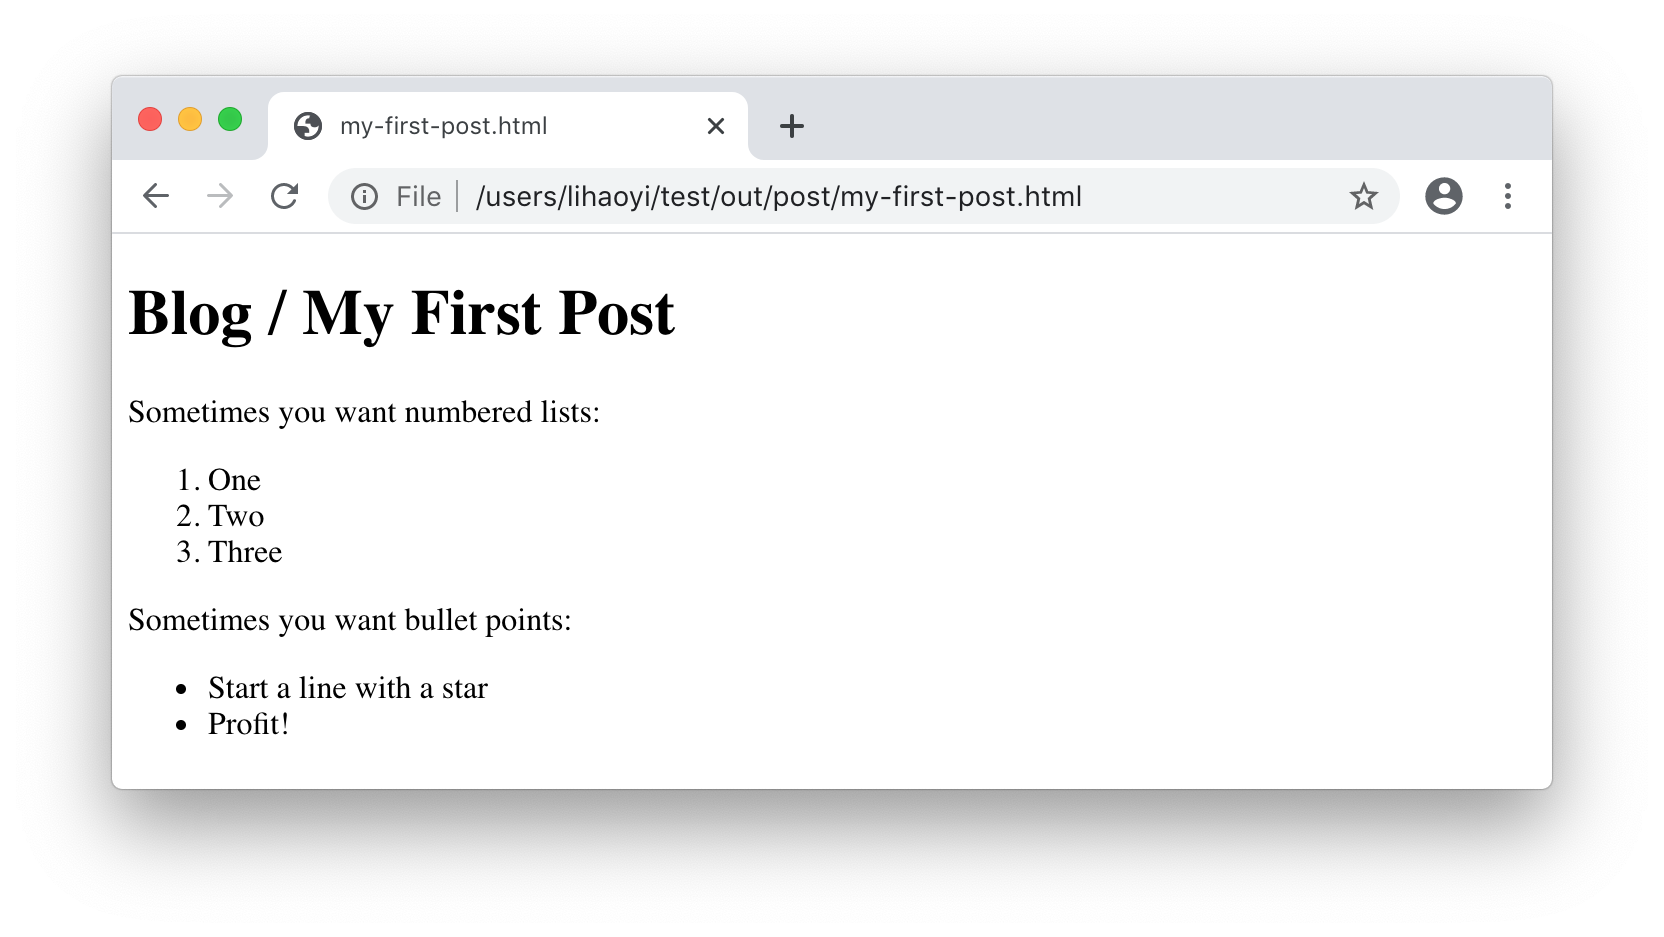 my-first-post.html
File /users/lihaoyi/test/out/post/my-first-post.html
Blog / My First Post
Sometimes you want numbered lists:
1. One
2. Two
3. Three
Sometimes you want bullet points:
• Start a line with a star
• Profit!